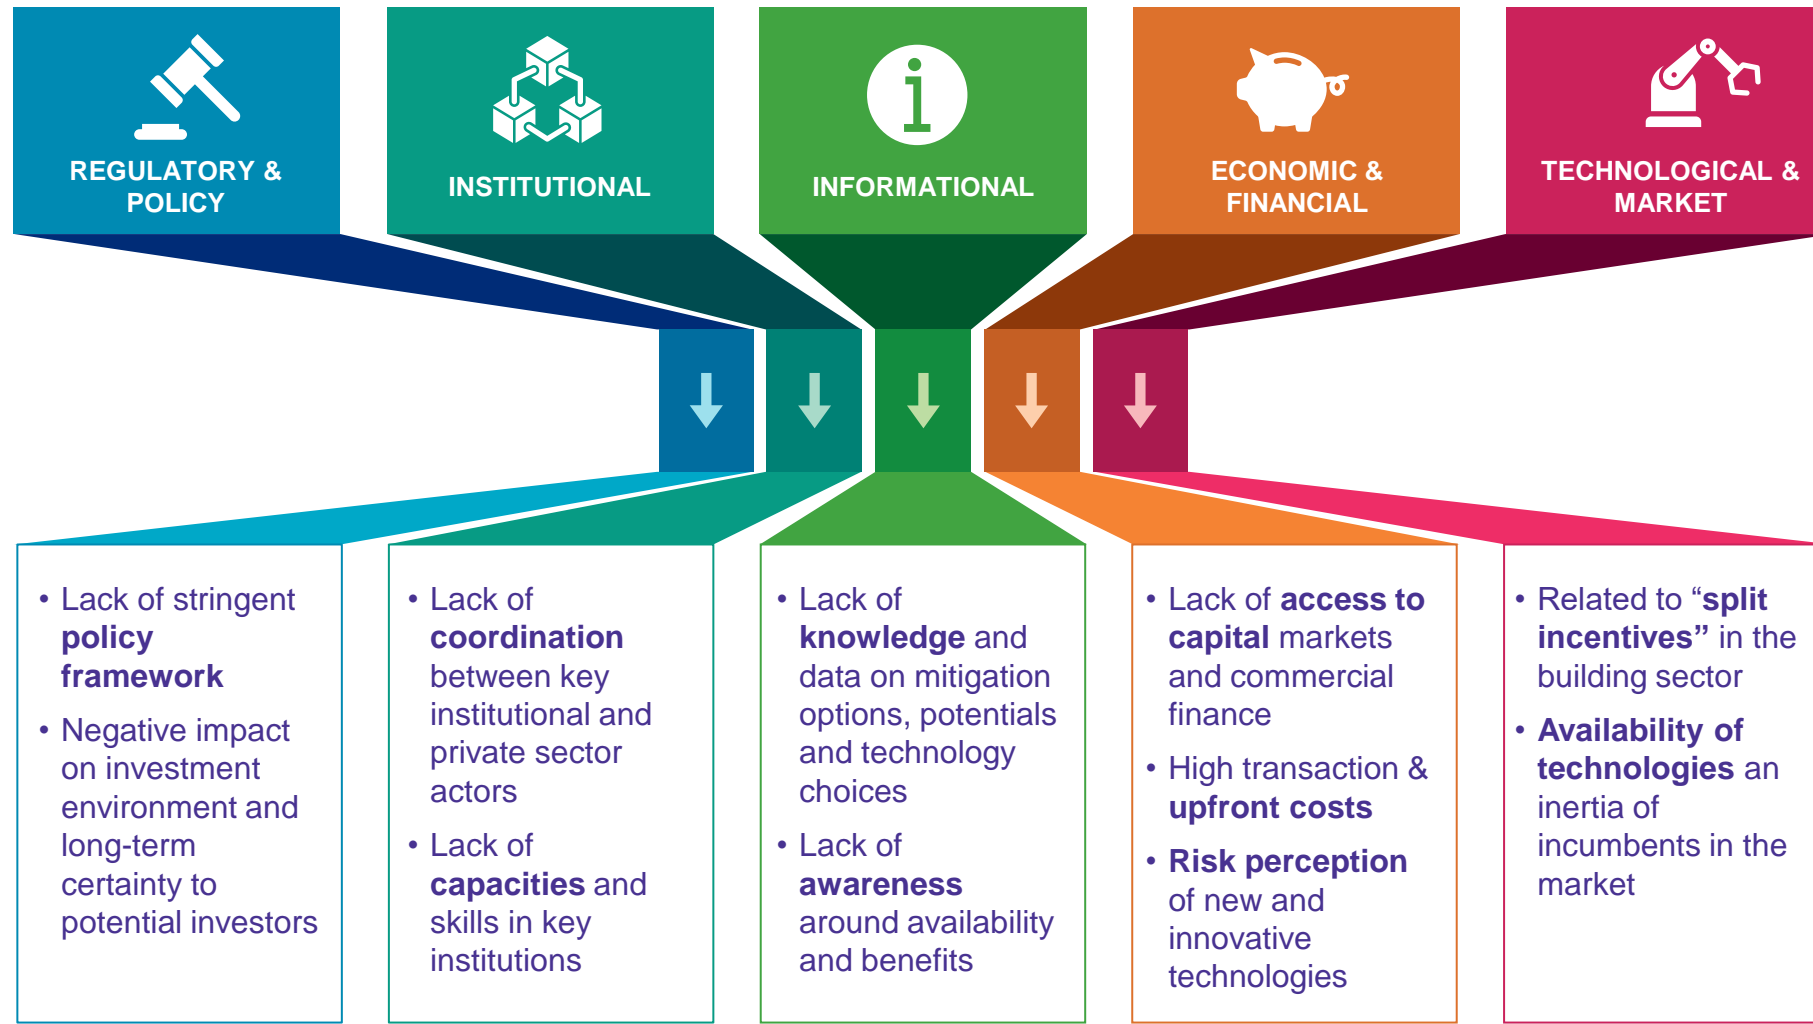 REGULATORY &
POLICY
INSTITUTIONAL
INFORMATIONAL
ECONOMIC &
FINANCIAL
TECHNOLOGICAL &
MARKET
• Lack of stringent
policy
framework
• Negative impact
on investment
environment and
long-term
certainty to
potential investors
• Lack of
coordination
between key
institutional and
private sector
actors
• Lack of
capacities and
skills in key
institutions
• Lack of
knowledge and
data on mitigation
options, potentials
and technology
choices
• Lack of
awareness
around availability
and benefits
• Lack of access to
capital markets
and commercial
finance
• High transaction &
upfront costs
• Risk perception
of new and
innovative
technologies
• Related to “split
incentives” in the
building sector
• Availability of
technologies an
inertia of
incumbents in the
market